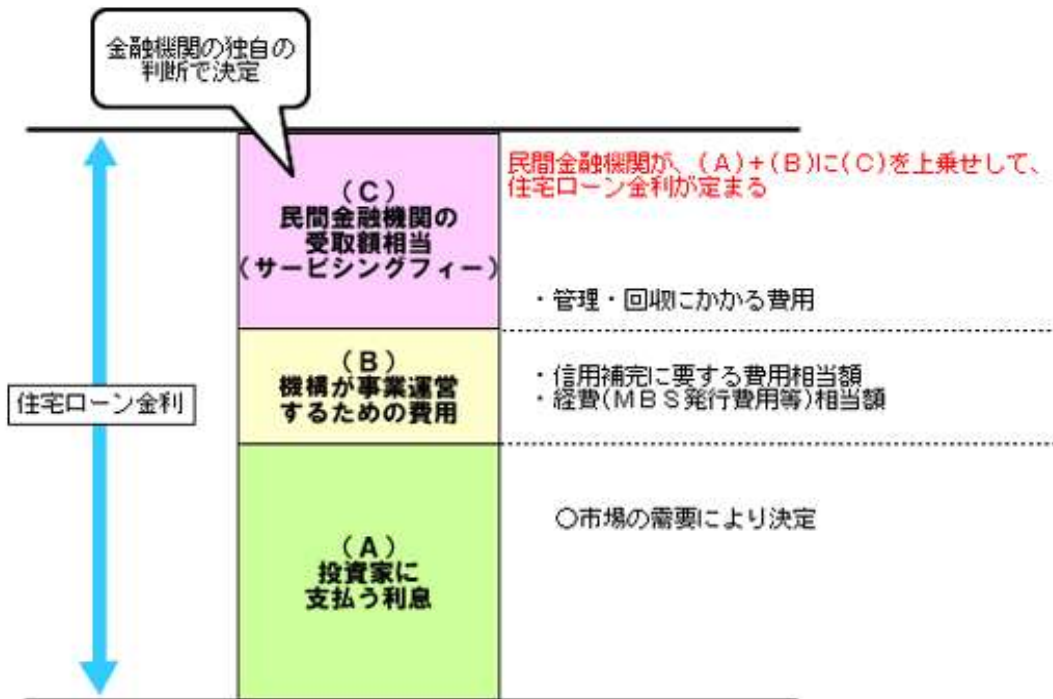 金融機関の独自の
判断で決定
民間金融機関が、(A)+(B)に(C)を上乗せして、
住宅ローン金利が定まる
(C)
民間金融機関の
受取額相当
(サービシングフィー)
・管理・回収にかかる費用
(B)
機構が事業運営
するための費用
・信用補完に要する費用相当額
・経費(MBS発行費用等)相当額
住宅ローン金利
(A)
投資家に
支払う利息
○市場の需要により決定